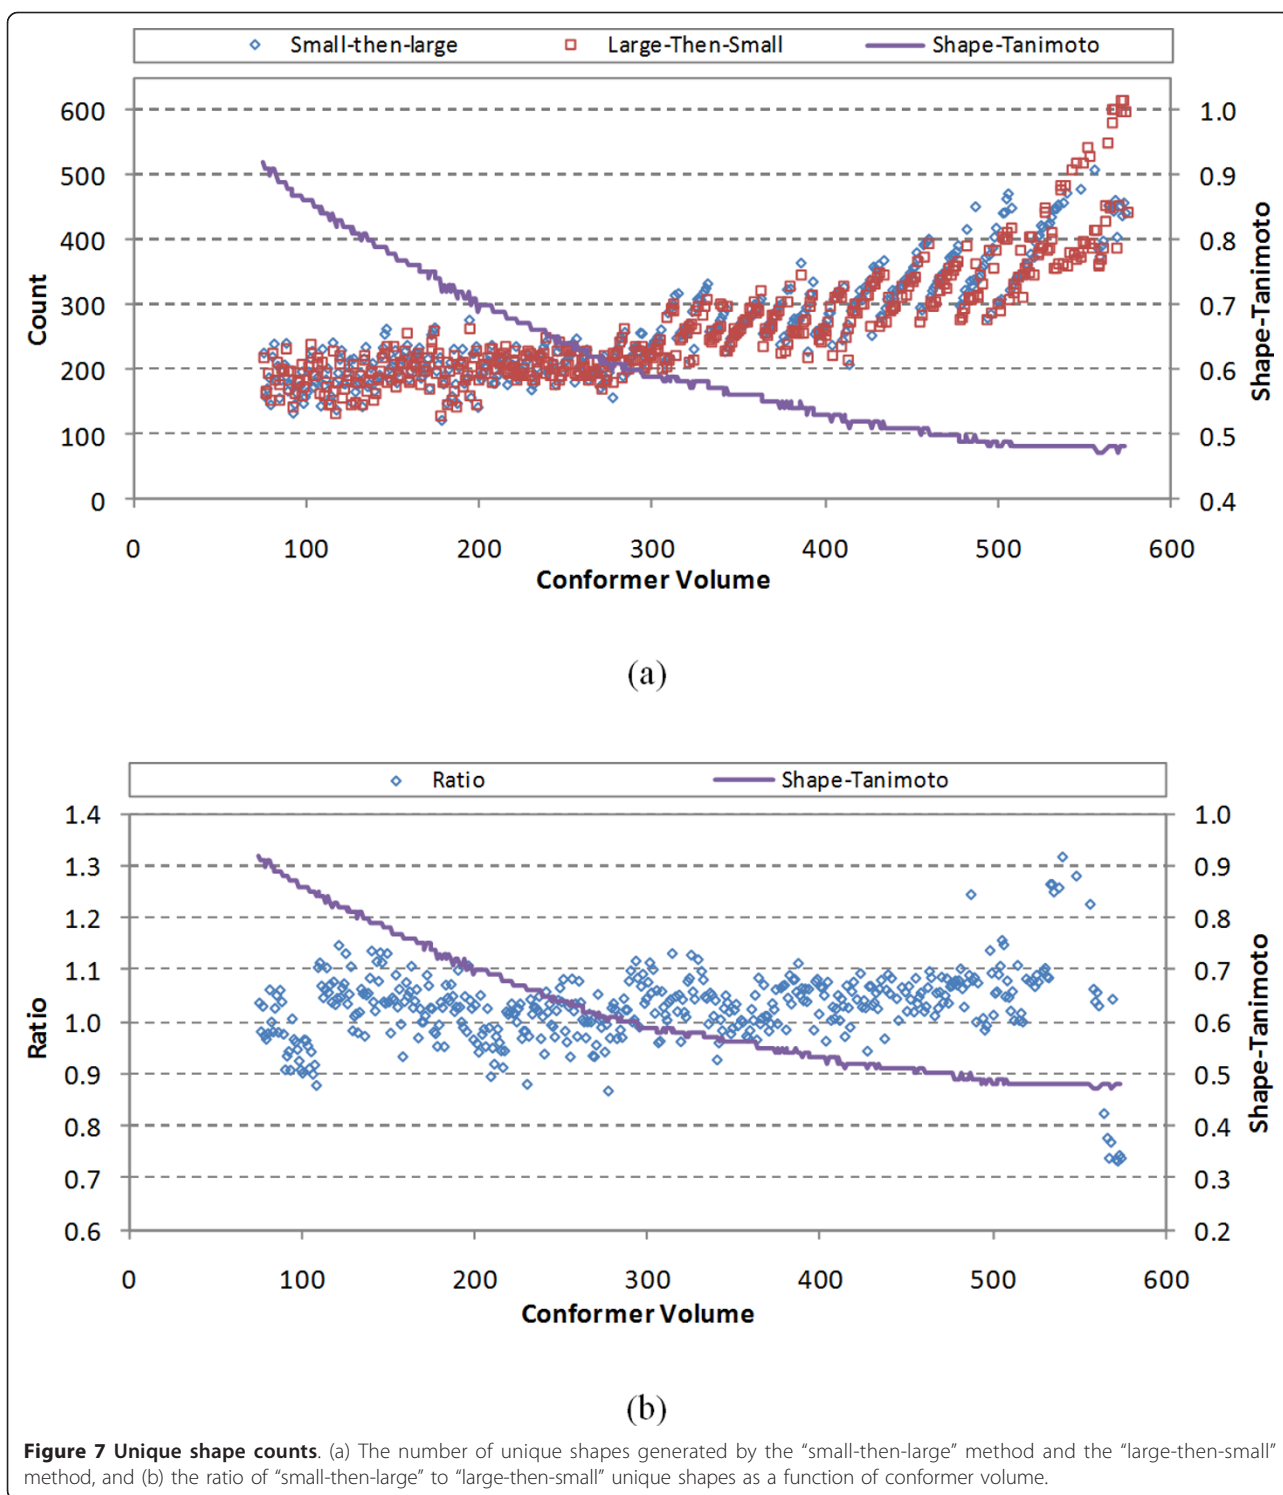 Small-then-large Large-Then-Small Shape-Tanimoto
600 1.0
500 0.9
400 0.8
300 0.7
200 0.6
100 0.5
0 0.4
Count
Shape-Tanimoto
0 100 200 300 400 500 600
Conformer Volume
(a)
Ratio Shape-Tanimoto
1.4 1.0
1.3 0.9
1.2 0.8
1.1 0.7
1.0 0.6
0.9 0.5
0.8 0.4
0.7 0.3
0.6 0.2
Ratio
Shape-Tanimoto
0 100 200 300 400 500 600
Conformer Volume
(b)
Figure 7 Unique shape counts. (a) The number of unique shapes generated by the “small-then-large” method and the “large-then-small”
method, and (b) the ratio of “small-then-large” to “large-then-small” unique shapes as a function of conformer volume.